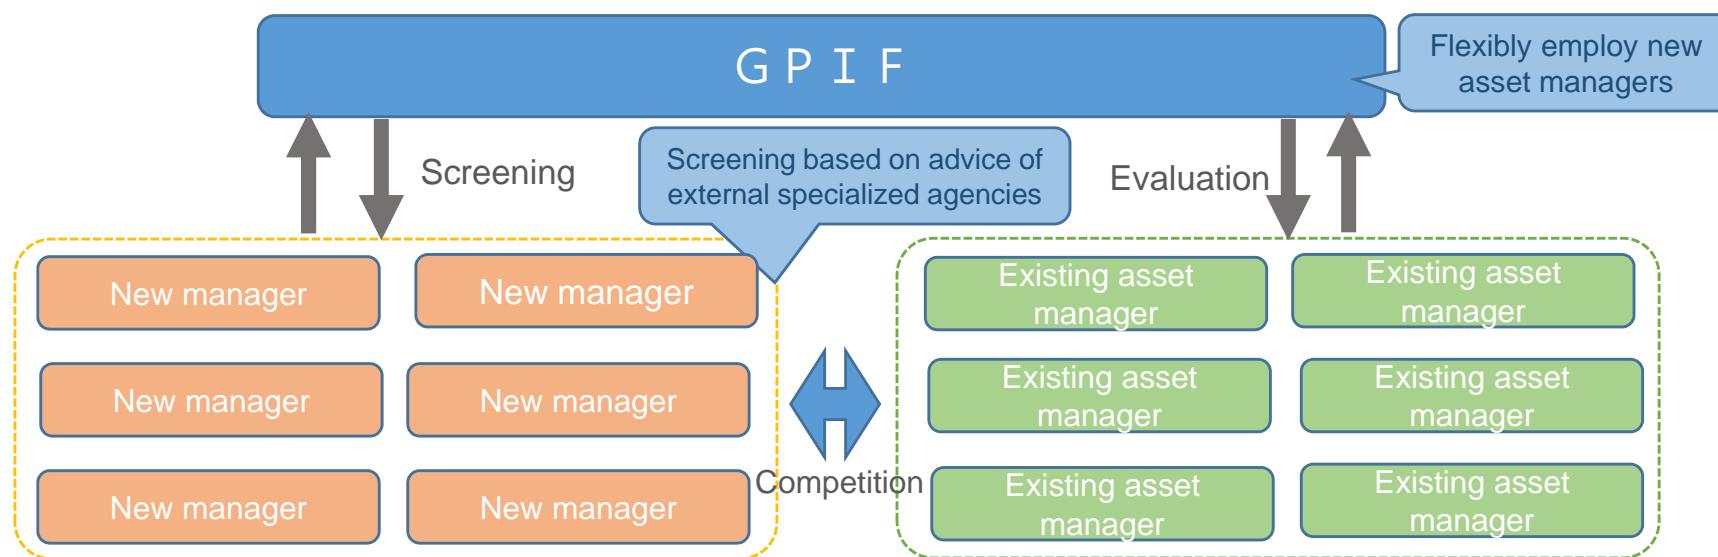 ＧＰＩＦ
Flexibly employ new
asset managers
Screening
Screening based on advice of
external specialized agencies
Evaluation
New manager
New manager
Existing asset
manager
Existing asset
manager
New manager
New manager
Existing asset
manager
Existing asset
manager
Competition
New manager
New manager
Existing asset
manager
Existing asset
manager